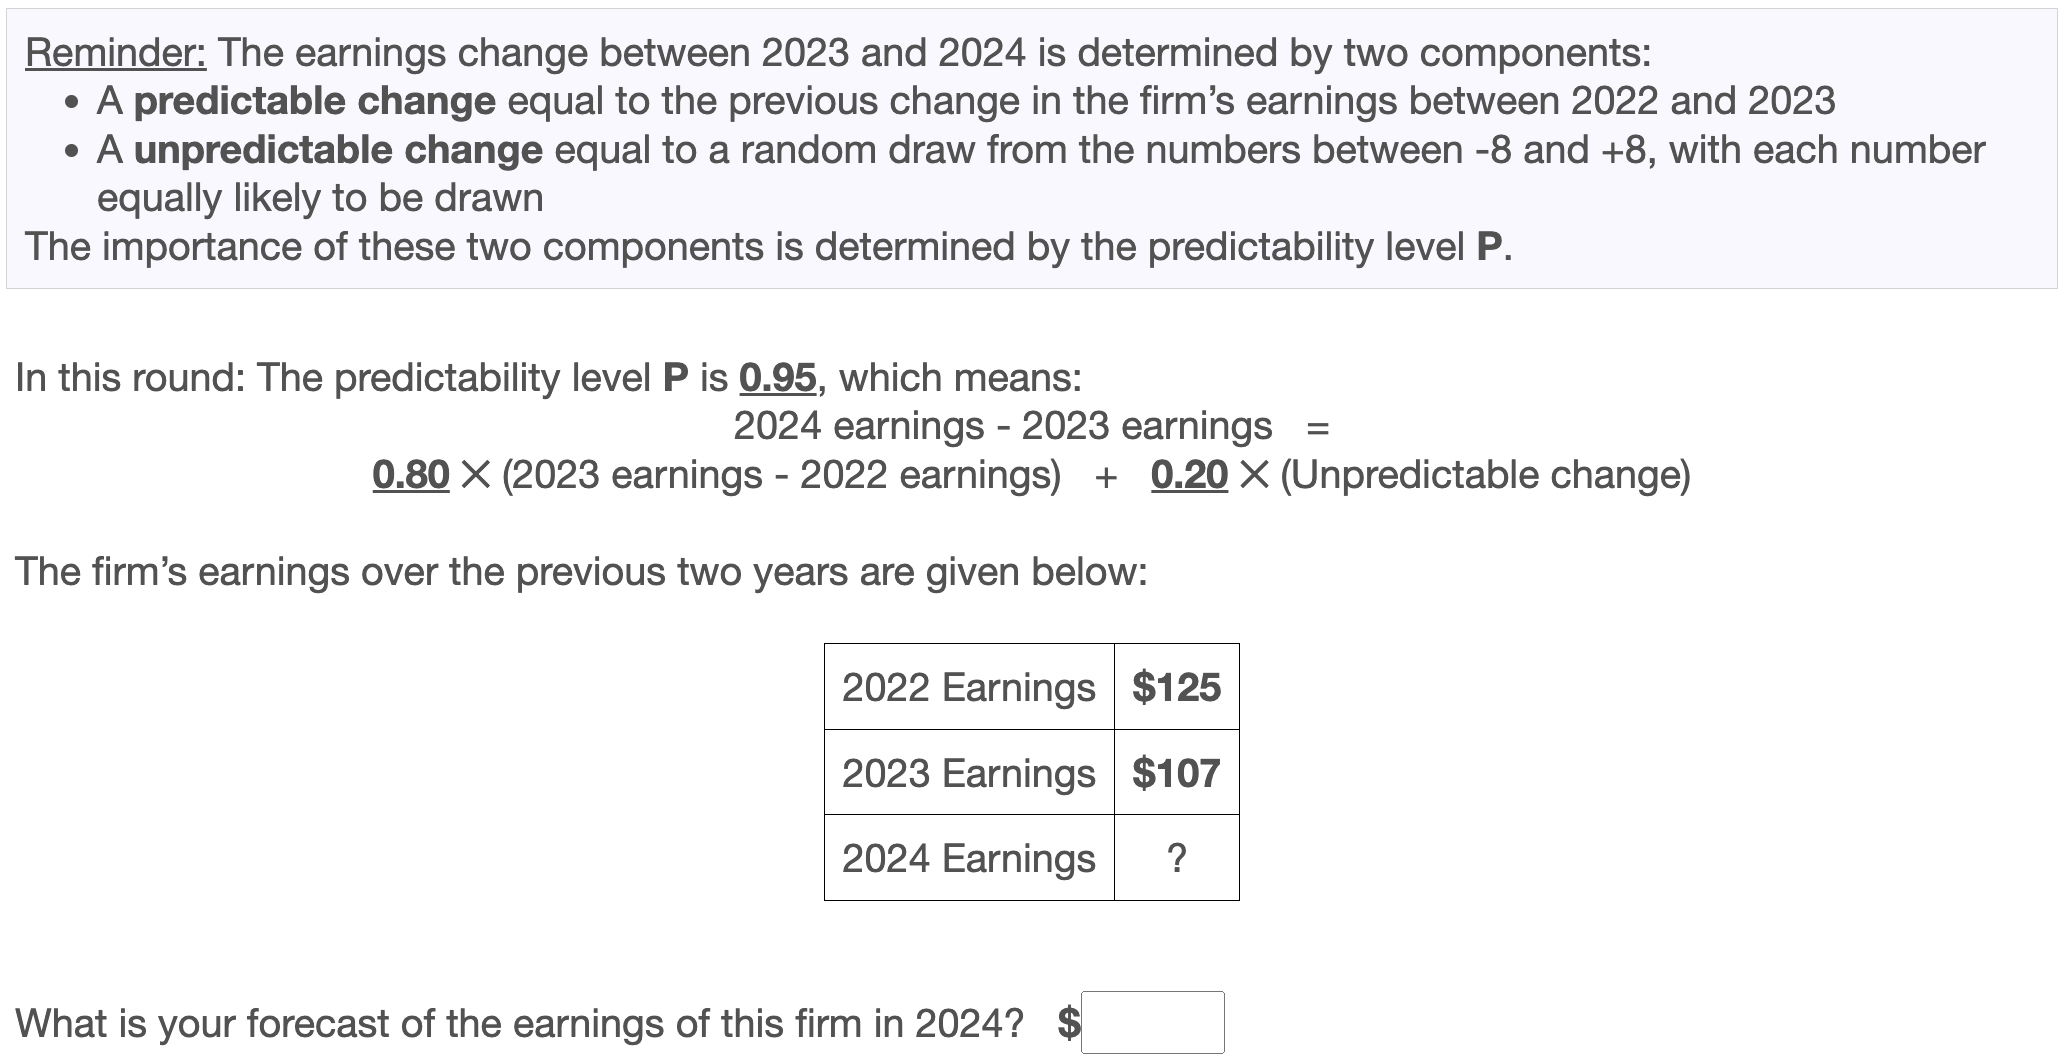 Reminder: The earnings change between 2023 and 2024 is determined by two components:
• A predictable change equal to the previous change in the firm’s earnings between 2022 and 2023
• A unpredictable change equal to a random draw from the numbers between -8 and +8, with each number
equally likely to be drawn
The importance of these two components is determined by the predictability level P.
In this round: The predictability level P is 0.95, which means:
2024 earnings - 2023 earnings =
0.80 × (2023 earnings - 2022 earnings) + 0.20 × (Unpredictable change)
The firm’s earnings over the previous two years are given below:
2022 Earnings $125
2023 Earnings $107
2024 Earnings ?
What is your forecast of the earnings of this firm in 2024? $